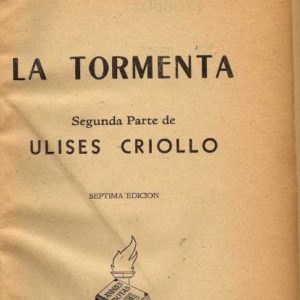 LA TORMENTA
Segunda Parte de
ULISES CRIOLLO
SEPTIMA EDICION